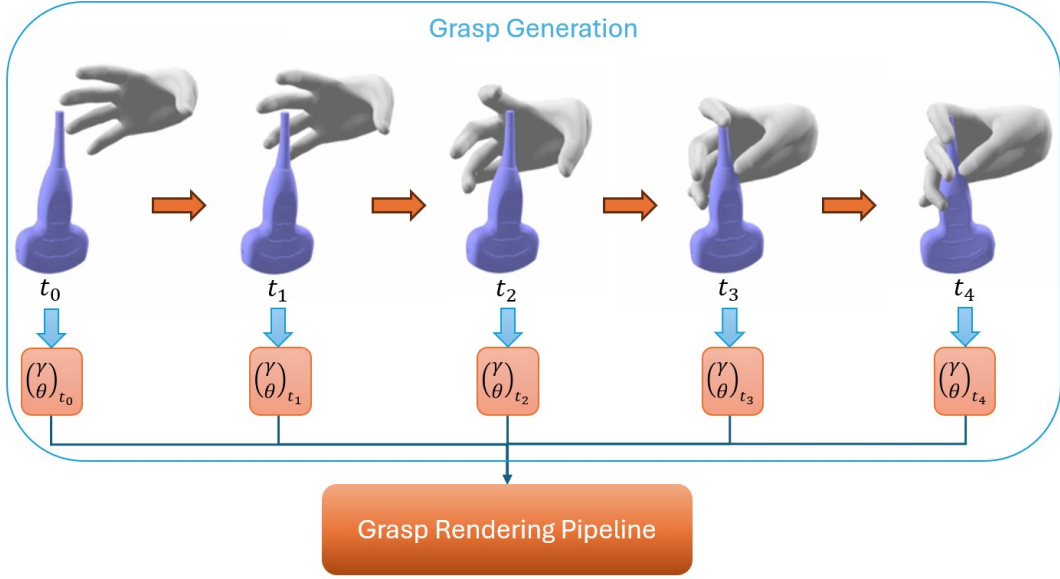 Grasp Generation
t₀ t₁ t₂ t₃ t₄
(γ θ)t₀ (γ θ)t₁ (γ θ)t₂ (γ θ)t₃ (γ θ)t₄
Grasp Rendering Pipeline